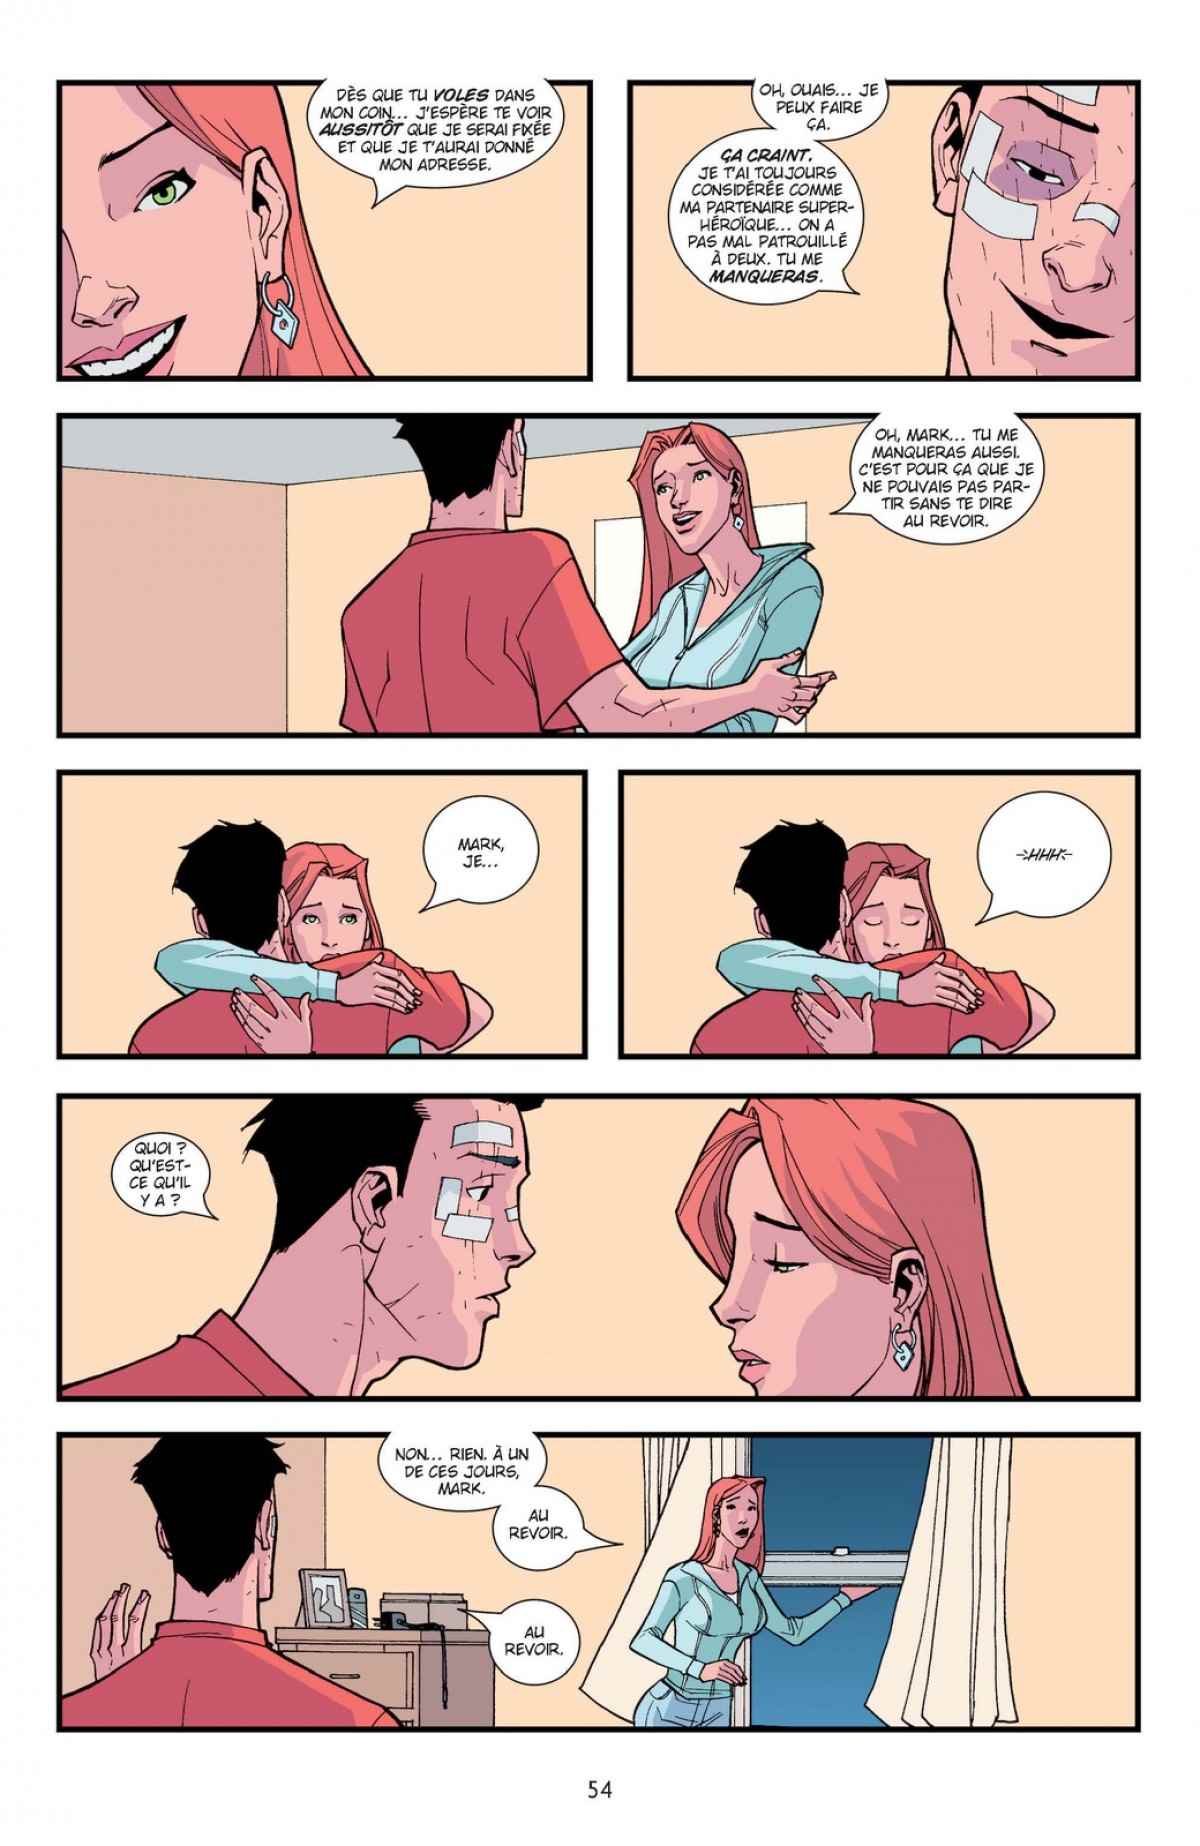 DÈS QUE TU VOLES DANS
MON COIN... J'ESPÈRE TE VOIR
AUSSITÔT QUE JE SERAI FIXÉE
ET QUE JE T'AURAI DONNÉ
MON ADRESSE.
OH, OUAIS... JE
PEUX FAIRE
ÇA.
ÇA CRAINT.
JE T'AI TOUJOURS
CONSIDÉRÉE COMME
MA PARTENAIRE SUPER-
HÉROÏQUE... ON A
PAS MAL PATROUILLÉ
À DEUX. TU ME
MANQUERAS.
OH, MARK... TU ME
MANQUERAS AUSSI.
C'EST POUR ÇA QUE JE
NE POUVAIS PAS PAR-
TIR SANS TE DIRE
AU REVOIR.
MARK,
JE...
-HHH-
QUOI ?
QU'EST-
CE QU'IL
Y A ?
NON... RIEN. À UN
DE CES JOURS,
MARK.
AU
REVOIR.
AU
REVOIR.
54